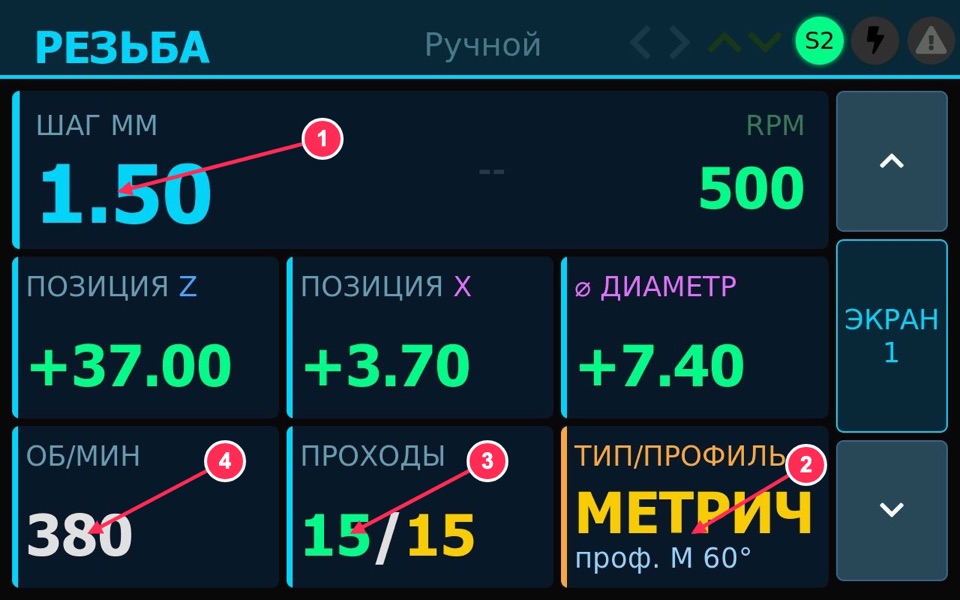 РЕЗЬБА
Ручной
S2
ШАГ ММ
1
RPM
1.50
--
500
ПОЗИЦИЯ Z
ПОЗИЦИЯ X
⌀ ДИАМЕТР
ЭКРАН
1
+37.00
+3.70
+7.40
ОБ/МИН
4
ПРОХОДЫ
3
ТИП/ПРОФИЛЬ
2
380
15/15
МЕТРИЧ
проф. М 60°